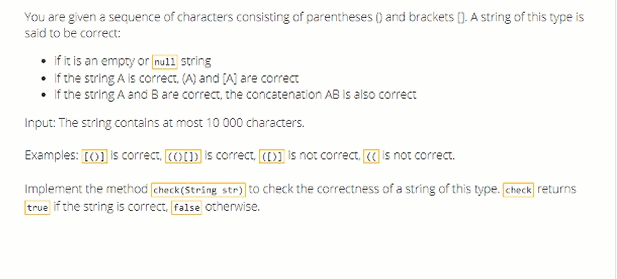 You are given a sequence of characters consisting of parentheses () and brackets []. A string of this type is
said to be correct:
• If it is an empty or null string
• If the string A is correct, (A) and [A] are correct
• If the string A and B are correct, the concatenation AB is also correct
Input: The string contains at most 10 000 characters.
Examples: [()] is correct, (()[]) is correct, ([)] is not correct, (( is not correct.
Implement the method check(String str) to check the correctness of a string of this type. check returns
true if the string is correct, false otherwise.